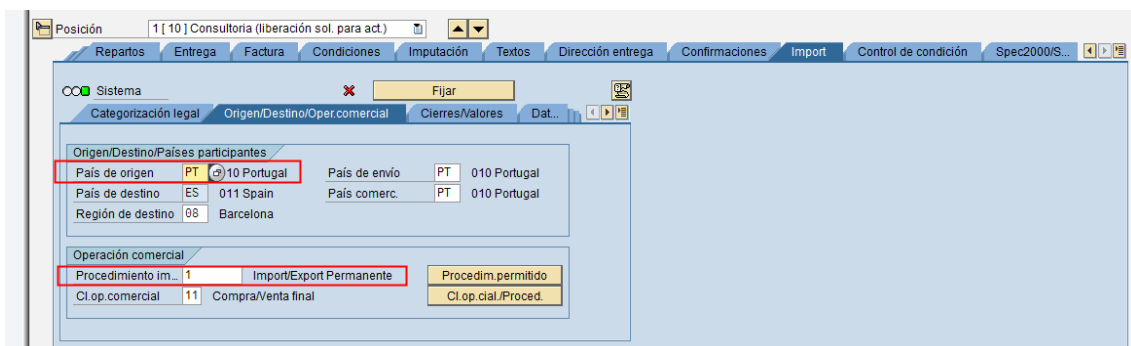 Posición 1 [ 10 ] Consultoria (liberación sol. para act.)
Repartos Entrega Factura Condiciones Imputación Textos Dirección entrega Confirmaciones Import Control de condición Spec2000/S...
Sistema Fijar
Categorización legal Origen/Destino/Oper.comercial Cierres/Valores Dat...
Origen/Destino/Países participantes
País de origen PT 10 Portugal País de envío PT 010 Portugal
País de destino ES 011 Spain País comerc. PT 010 Portugal
Región de destino 08 Barcelona
Operación comercial
Procedimiento im... 1 Import/Export Permanente Procedim.permitido
Cl.op.comercial 11 Compra/Venta final Cl.op.cial./Proced.